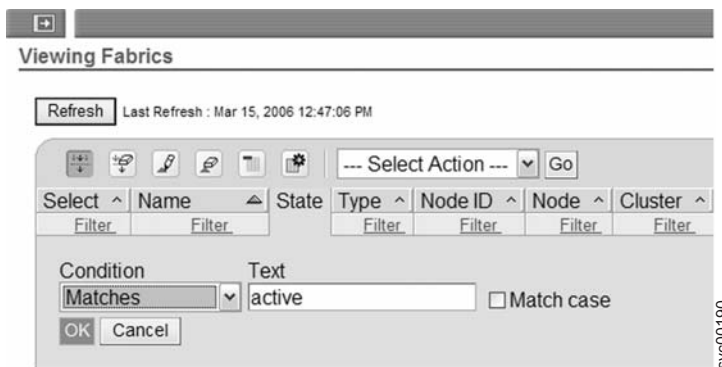 Viewing Fabrics
Refresh Last Refresh : Mar 15, 2006 12:47:06 PM
--- Select Action --- Go
Select Name State Type Node ID Node Cluster
Filter Filter Filter Filter Filter Filter
Condition Text
Matches active Match case
OK Cancel
svc00190